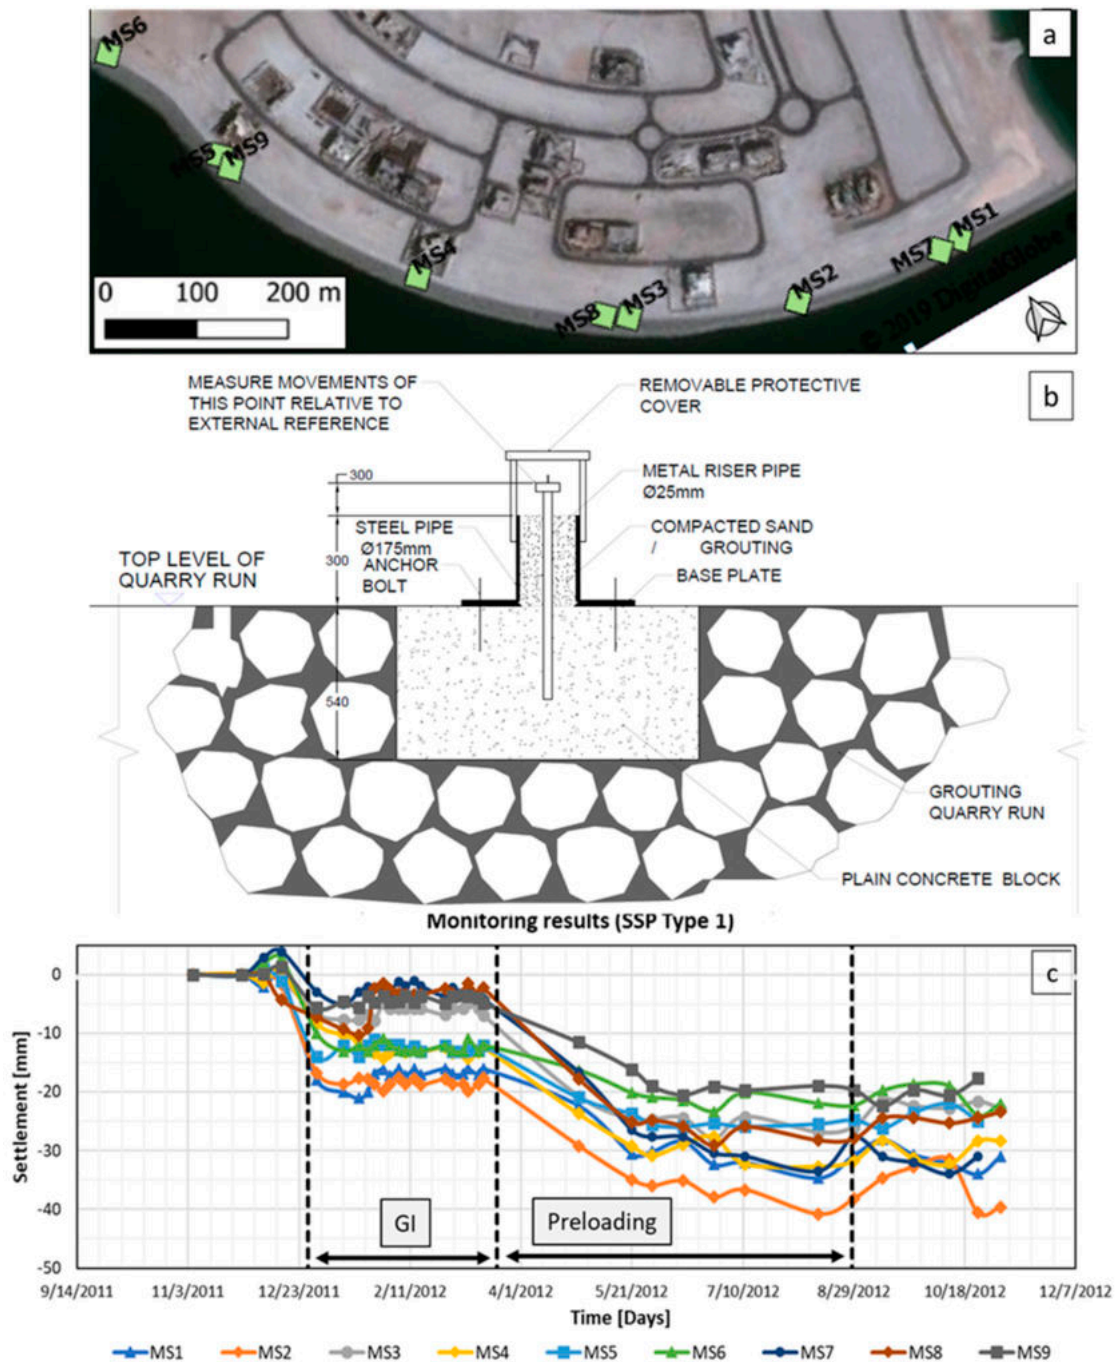 a
MS6
MS5
MS9
MS4
MS8
MS3
MS2
MS7
MS1
0 100 200 m
© 2019 DigitalGlobe
b
MEASURE MOVEMENTS OF
THIS POINT RELATIVE TO
EXTERNAL REFERENCE
REMOVABLE PROTECTIVE
COVER
300
METAL RISER PIPE
Ø25mm
STEEL PIPE
Ø175mm
ANCHOR
BOLT
300
COMPACTED SAND
/ GROUTING
BASE PLATE
TOP LEVEL OF
QUARRY RUN
540
GROUTING
QUARRY RUN
PLAIN CONCRETE BLOCK
Monitoring results (SSP Type 1)
c
Settlement [mm]
0
-10
-20
-30
-40
-50
GI
Preloading
9/14/2011 11/3/2011 12/23/2011 2/11/2012 4/1/2012 5/21/2012 7/10/2012 8/29/2012 10/18/2012 12/7/2012
Time [Days]
MS1 MS2 MS3 MS4 MS5 MS6 MS7 MS8 MS9